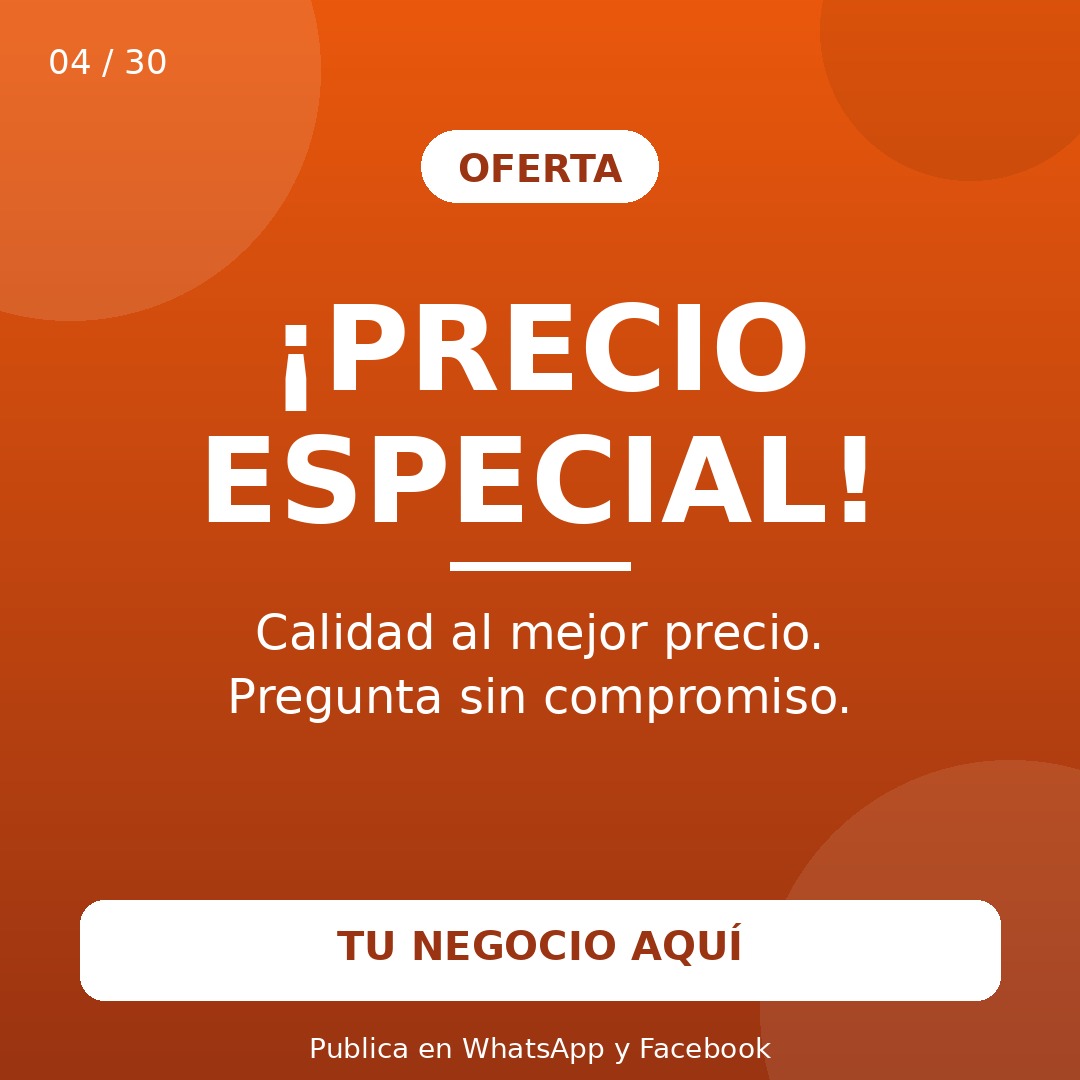 04 / 30
OFERTA
¡PRECIO
ESPECIAL!
Calidad al mejor precio.
Pregunta sin compromiso.
TU NEGOCIO AQUÍ
Publica en WhatsApp y Facebook